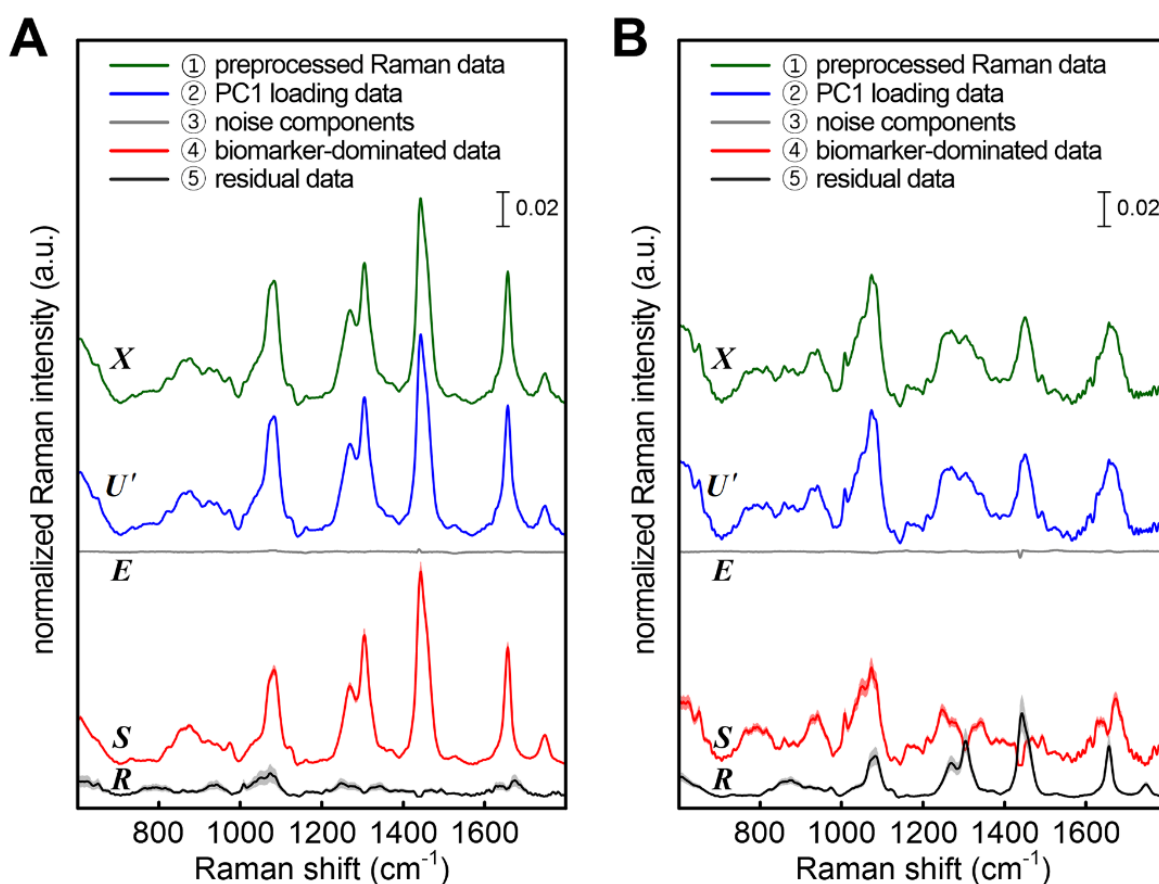 A
① preprocessed Raman data
② PC1 loading data
③ noise components
④ biomarker-dominated data
⑤ residual data
0.02
normalized Raman intensity (a.u.)
X
U'
E
S
R
800 1000 1200 1400 1600
Raman shift (cm⁻¹)
B
① preprocessed Raman data
② PC1 loading data
③ noise components
④ biomarker-dominated data
⑤ residual data
0.02
normalized Raman intensity (a.u.)
X
U'
E
S
R
800 1000 1200 1400 1600
Raman shift (cm⁻¹)